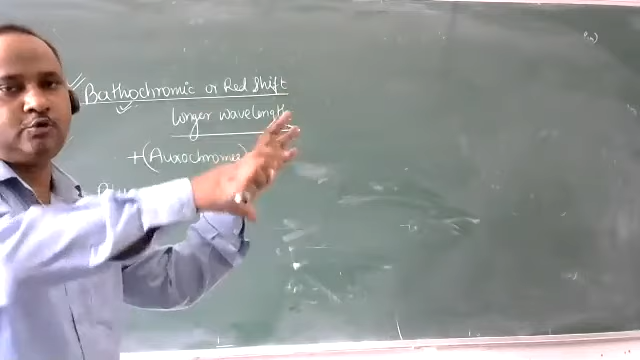 Bathochromic or Red Shift
longer wavelength
+(Auxochrome)